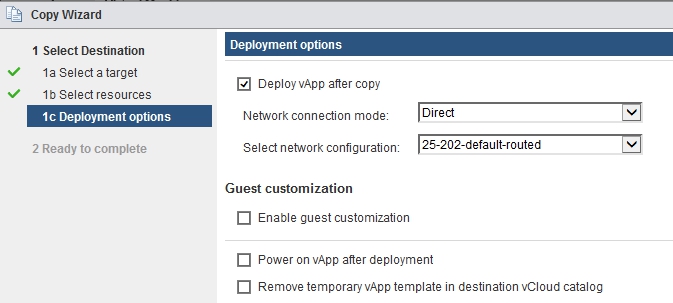 Copy Wizard
1 Select Destination
1a Select a target
1b Select resources
1c Deployment options
2 Ready to complete
Deployment options
Deploy vApp after copy
Network connection mode: Direct
Select network configuration: 25-202-default-routed
Guest customization
Enable guest customization
Power on vApp after deployment
Remove temporary vApp template in destination vCloud catalog